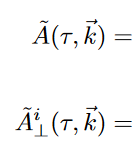 Ã(τ, k⃗) =
Ã^i_⊥(τ, k⃗) =